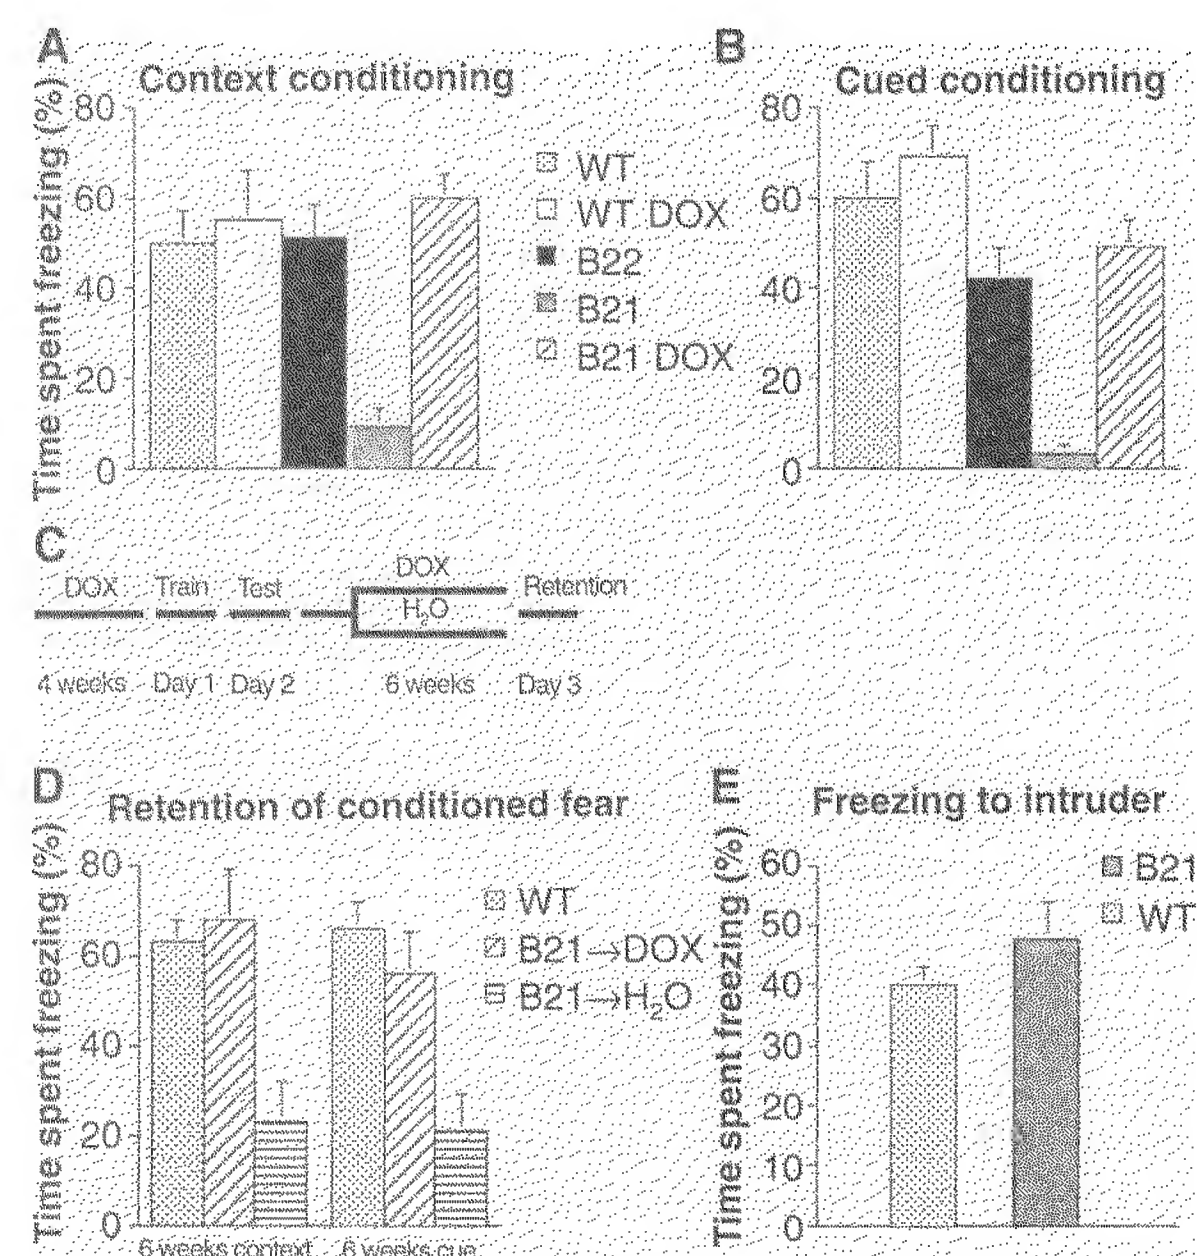 A
Context conditioning
Time spent freezing (%)
80
60
40
20
0
WT
WT DOX
B22
B21
B21 DOX
B
Cued conditioning
80
60
40
20
0
C
DOX Train Test DOX Retention
H2O
4 weeks Day 1 Day 2 6 weeks Day 3
D
Retention of conditioned fear
Time spent freezing (%)
80
60
40
20
0
WT
B21→DOX
B21→H2O
6 weeks context 6 weeks cue
E
Freezing to intruder
Time spent freezing (%)
60
50
40
30
20
10
0
B21
WT